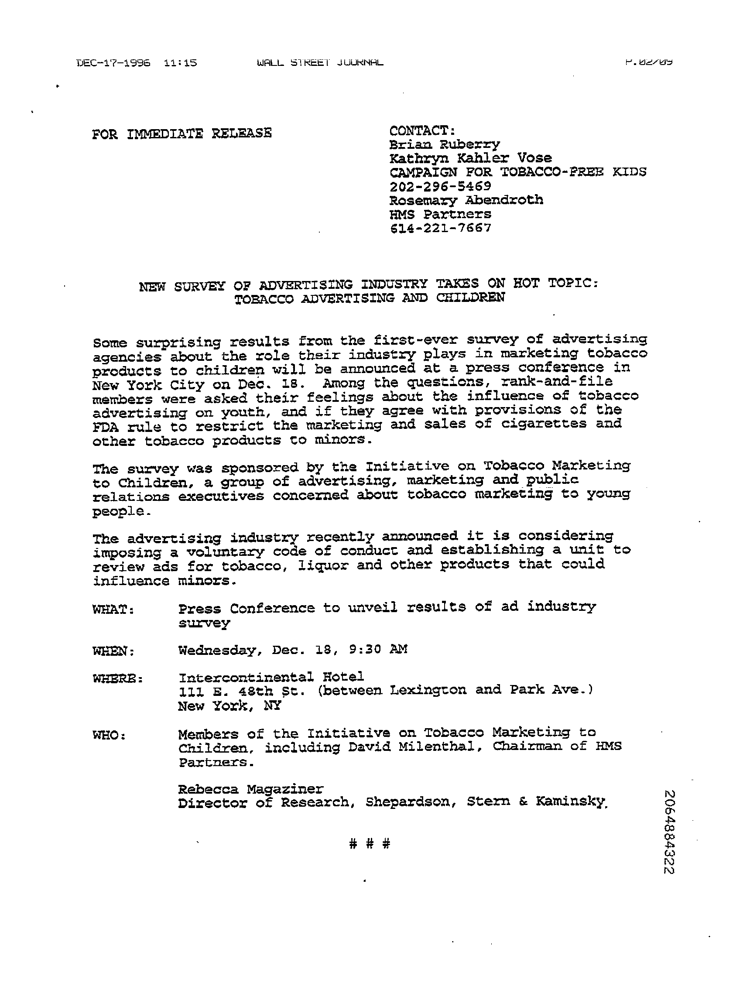 DEC-17-1996 11:15 WALL STREET JOURNAL P.02/09
FOR IMMEDIATE RELEASE
CONTACT:
Brian Ruberry
Kathryn Kahler Vose
CAMPAIGN FOR TOBACCO-FREE KIDS
202-296-5469
Rosemary Abendroth
HMS Partners
614-221-7667
NEW SURVEY OF ADVERTISING INDUSTRY TAKES ON HOT TOPIC:
TOBACCO ADVERTISING AND CHILDREN
Some surprising results from the first-ever survey of advertising
agencies about the role their industry plays in marketing tobacco
products to children will be announced at a press conference in
New York City on Dec. 18. Among the questions, rank-and-file
members were asked their feelings about the influence of tobacco
advertising on youth, and if they agree with provisions of the
FDA rule to restrict the marketing and sales of cigarettes and
other tobacco products to minors.
The survey was sponsored by the Initiative on Tobacco Marketing
to Children, a group of advertising, marketing and public
relations executives concerned about tobacco marketing to young
people.
The advertising industry recently announced it is considering
imposing a voluntary code of conduct and establishing a unit to
review ads for tobacco, liquor and other products that could
influence minors.
WHAT: Press Conference to unveil results of ad industry
survey
WHEN: Wednesday, Dec. 18, 9:30 AM
WHERE: Intercontinental Hotel
111 E. 48th St. (between Lexington and Park Ave.)
New York, NY
WHO: Members of the Initiative on Tobacco Marketing to
Children, including David Milenthal, Chairman of HMS
Partners.
Rebecca Magaziner
Director of Research, Shepardson, Stern & Kaminsky.
# # #
2064884322